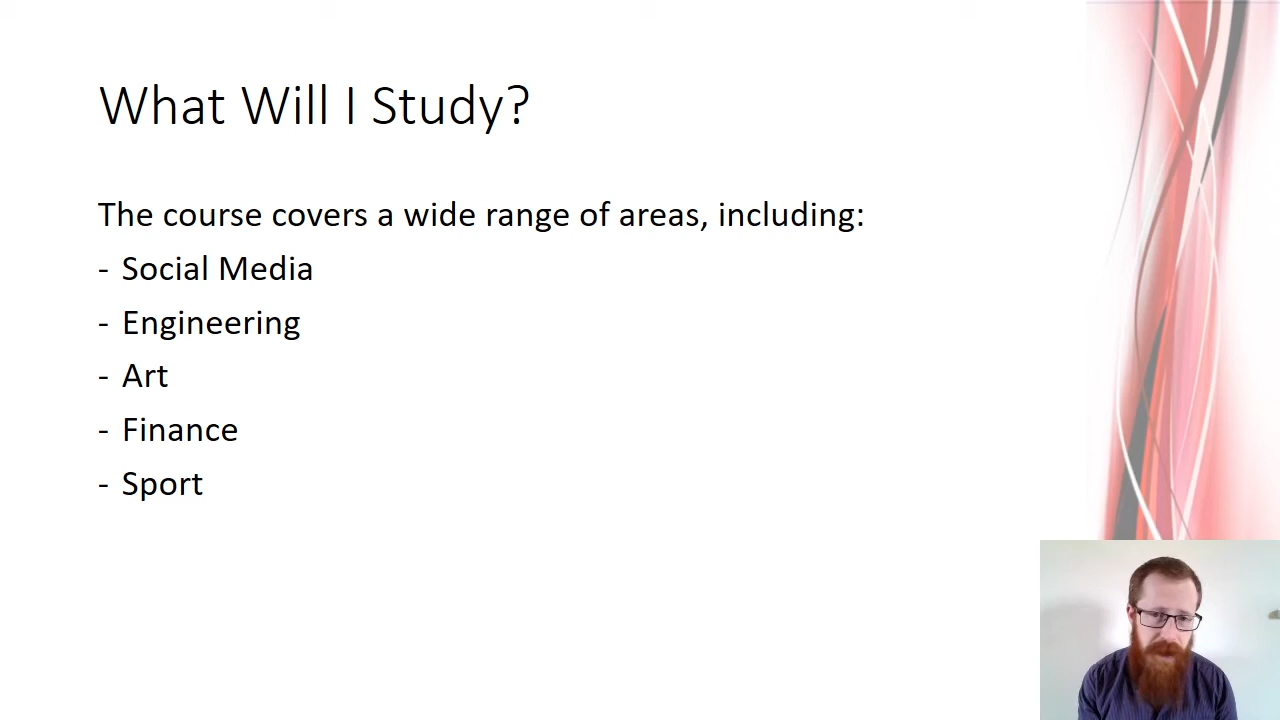 What Will I Study?
The course covers a wide range of areas, including:
- Social Media
- Engineering
- Art
- Finance
- Sport